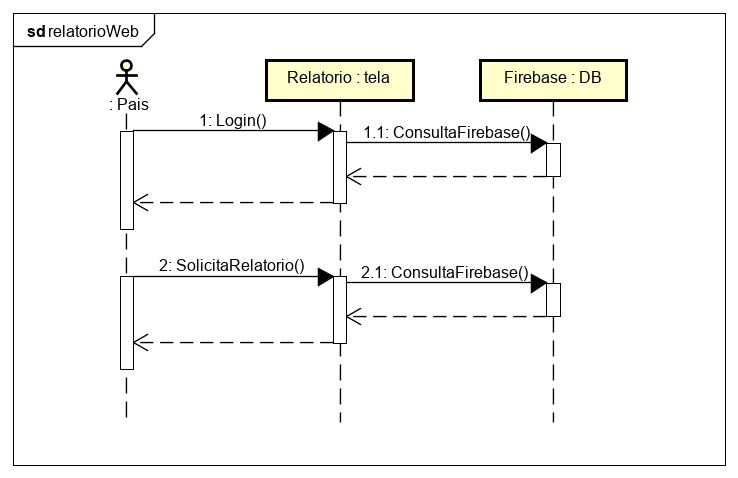 sd relatorioWeb
: Pais
Relatorio : tela
Firebase : DB
1: Login()
1.1: ConsultaFirebase()
2: SolicitaRelatorio()
2.1: ConsultaFirebase()